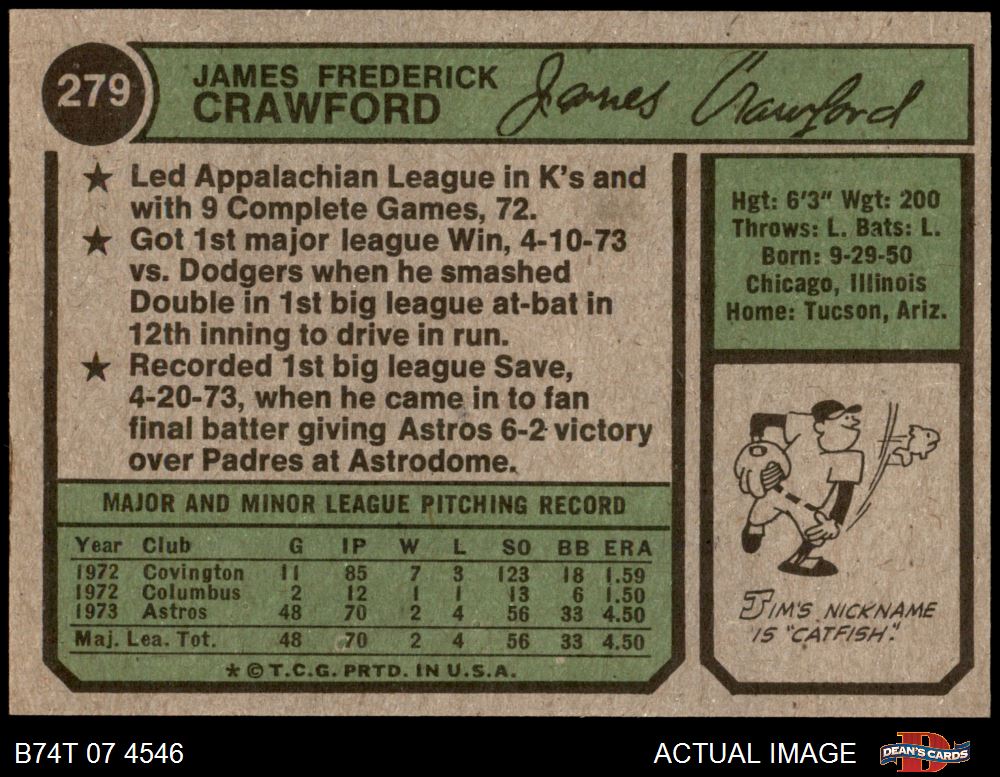 279
JAMES FREDERICK
CRAWFORD
James Crawford
★ Led Appalachian League in K's and
with 9 Complete Games, 72.
★ Got 1st major league Win, 4-10-73
vs. Dodgers when he smashed
Double in 1st big league at-bat in
12th inning to drive in run.
★ Recorded 1st big league Save,
4-20-73, when he came in to fan
final batter giving Astros 6-2 victory
over Padres at Astrodome.
MAJOR AND MINOR LEAGUE PITCHING RECORD
Year Club G IP W L SO BB ERA
1972 Covington 11 85 7 3 123 18 1.59
1972 Columbus 2 12 1 1 13 6 1.50
1973 Astros 48 70 2 4 56 33 4.50
Maj. Lea. Tot. 48 70 2 4 56 33 4.50
* © T.C.G. PRTD. IN U.S.A.
Hgt: 6'3" Wgt: 200
Throws: L. Bats: L.
Born: 9-29-50
Chicago, Illinois
Home: Tucson, Ariz.
JIM'S NICKNAME
IS "CATFISH."
B74T 07 4546
ACTUAL IMAGE
DEAN'S CARDS